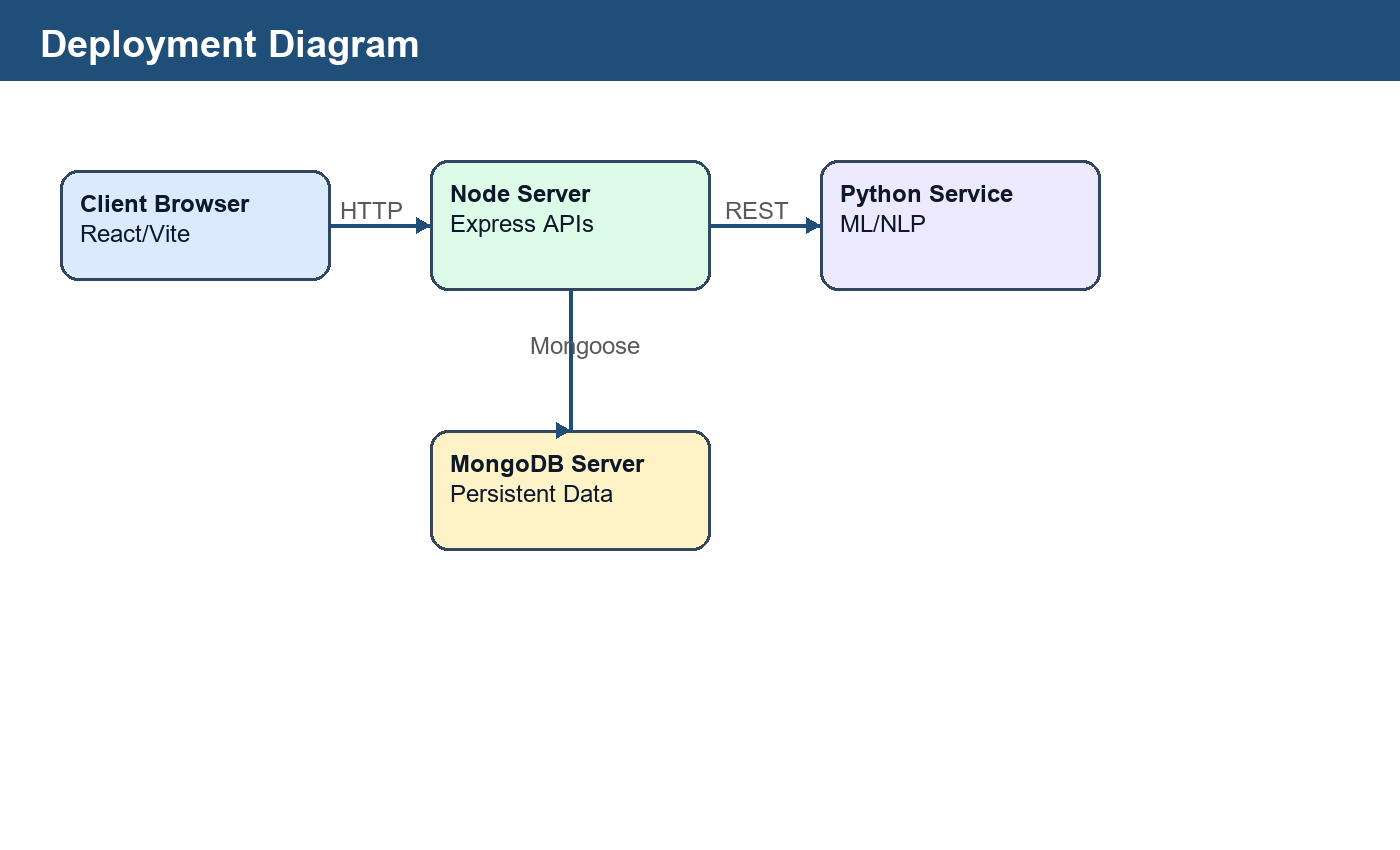 Deployment Diagram
Client Browser
React/Vite
HTTP
Node Server
Express APIs
REST
Python Service
ML/NLP
Mongoose
MongoDB Server
Persistent Data